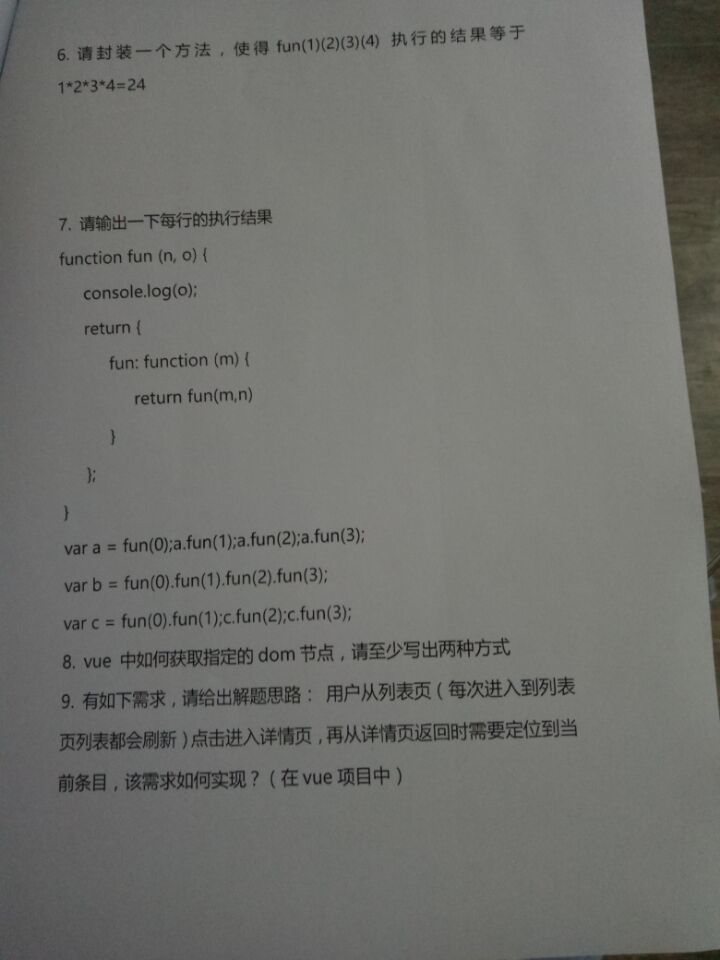 6. 请封装一个方法，使得 fun(1)(2)(3)(4) 执行的结果等于
1*2*3*4=24
7. 请输出一下每行的执行结果
function fun (n, o) {
console.log(o);
return {
fun: function (m) {
return fun(m,n)
}
};
}
var a = fun(0);a.fun(1);a.fun(2);a.fun(3);
var b = fun(0).fun(1).fun(2).fun(3);
var c = fun(0).fun(1);c.fun(2);c.fun(3);
8. vue 中如何获取指定的 dom 节点，请至少写出两种方式
9. 有如下需求，请给出解题思路： 用户从列表页（每次进入到列表
页列表都会刷新）点击进入详情页，再从详情页返回时需要定位到当
前条目，该需求如何实现？（在 vue 项目中）